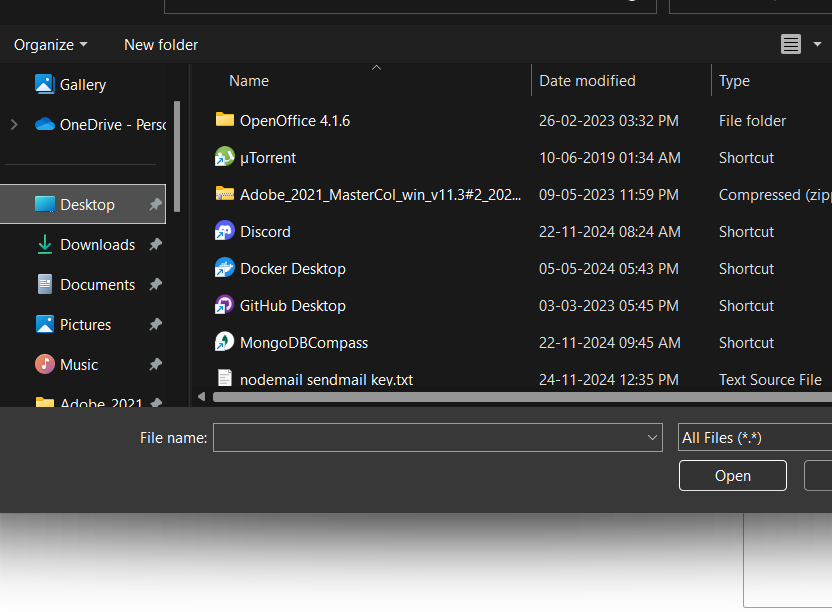 Organize New folder
Gallery
OneDrive - Perso
Desktop
Downloads
Documents
Pictures
Music
Adobe_2021
Name Date modified Type
OpenOffice 4.1.6 26-02-2023 03:32 PM File folder
µTorrent 10-06-2019 01:34 AM Shortcut
Adobe_2021_MasterCol_win_v11.3#2_202... 09-05-2023 11:59 PM Compressed (zipp
Discord 22-11-2024 08:24 AM Shortcut
Docker Desktop 05-05-2024 05:43 PM Shortcut
GitHub Desktop 03-03-2023 05:45 PM Shortcut
MongoDBCompass 22-11-2024 09:45 AM Shortcut
nodemail sendmail key.txt 24-11-2024 12:35 PM Text Source File
File name: All Files (*.*)
Open